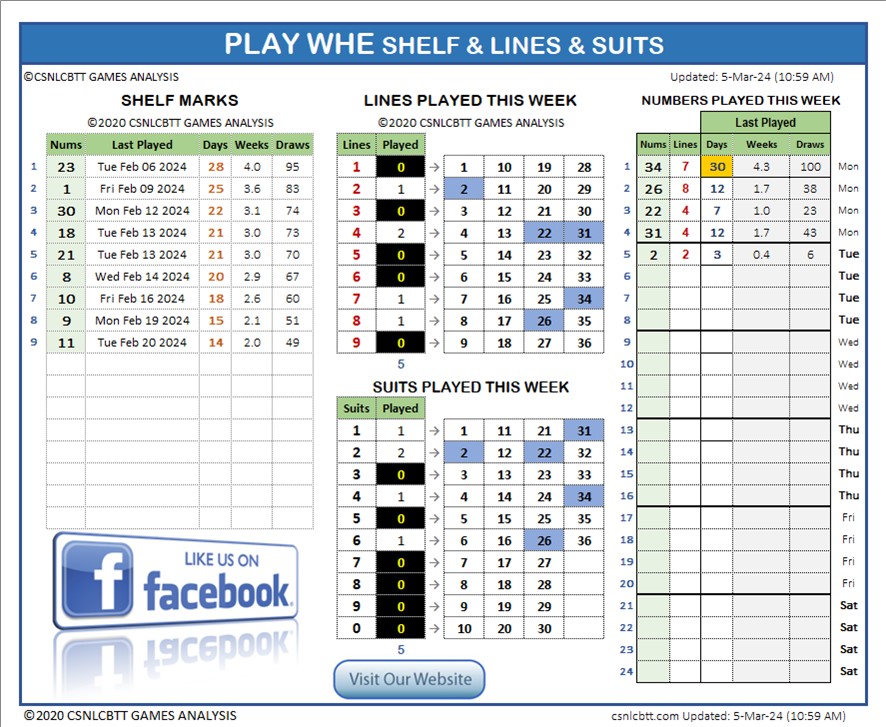 PLAY WHE SHELF & LINES & SUITS
©CSNLCBTT GAMES ANALYSIS
Updated: 5-Mar-24 (10:59 AM)
SHELF MARKS
©2020 CSNLCBTT GAMES ANALYSIS
Nums Last Played Days Weeks Draws
1 23 Tue Feb 06 2024 28 4.0 95
2 1 Fri Feb 09 2024 25 3.6 83
3 30 Mon Feb 12 2024 22 3.1 74
4 18 Tue Feb 13 2024 21 3.0 73
5 21 Tue Feb 13 2024 21 3.0 70
6 8 Wed Feb 14 2024 20 2.9 67
7 10 Fri Feb 16 2024 18 2.6 60
8 9 Mon Feb 19 2024 15 2.1 51
9 11 Tue Feb 20 2024 14 2.0 49
LIKE US ON
facebook.
LINES PLAYED THIS WEEK
©2020 CSNLCBTT GAMES ANALYSIS
Lines Played
1 0 → 1 10 19 28
2 1 → 2 11 20 29
3 0 → 3 12 21 30
4 2 → 4 13 22 31
5 0 → 5 14 23 32
6 0 → 6 15 24 33
7 1 → 7 16 25 34
8 1 → 8 17 26 35
9 0 → 9 18 27 36
5
SUITS PLAYED THIS WEEK
Suits Played
1 1 → 1 11 21 31
2 2 → 2 12 22 32
3 0 → 3 13 23 33
4 1 → 4 14 24 34
5 0 → 5 15 25 35
6 1 → 6 16 26 36
7 0 → 7 17 27
8 0 → 8 18 28
9 0 → 9 19 29
0 0 → 10 20 30
5
Visit Our Website
NUMBERS PLAYED THIS WEEK
Last Played
Nums Lines Days Weeks Draws
1 34 7 30 4.3 100 Mon
2 26 8 12 1.7 38 Mon
3 22 4 7 1.0 23 Mon
4 31 4 12 1.7 43 Mon
5 2 2 3 0.4 6 Tue
6 Tue
7 Tue
8 Tue
9 Wed
10 Wed
11 Wed
12 Wed
13 Thu
14 Thu
15 Thu
16 Thu
17 Fri
18 Fri
19 Fri
20 Fri
21 Sat
22 Sat
23 Sat
24 Sat
©2020 CSNLCBTT GAMES ANALYSIS
csnlcbtt.com Updated: 5-Mar-24 (10:59 AM)